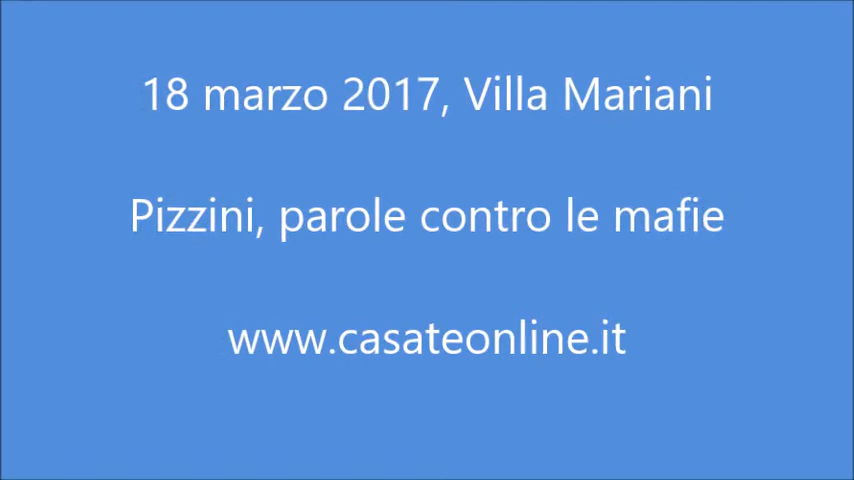 18 marzo 2017, Villa Mariani
Pizzini, parole contro le mafie
www.casateonline.it